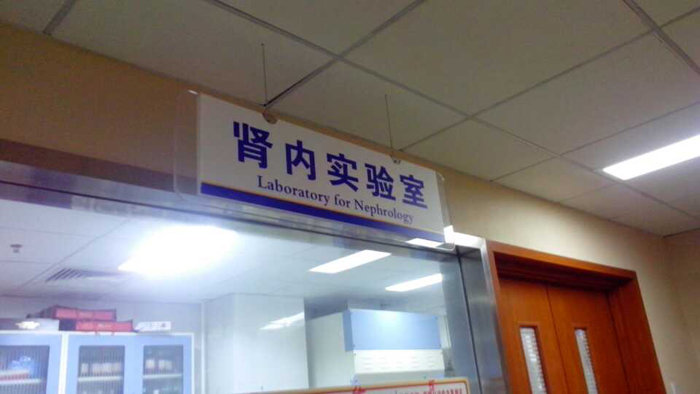 肾内实验室
Laboratory for Nephrology